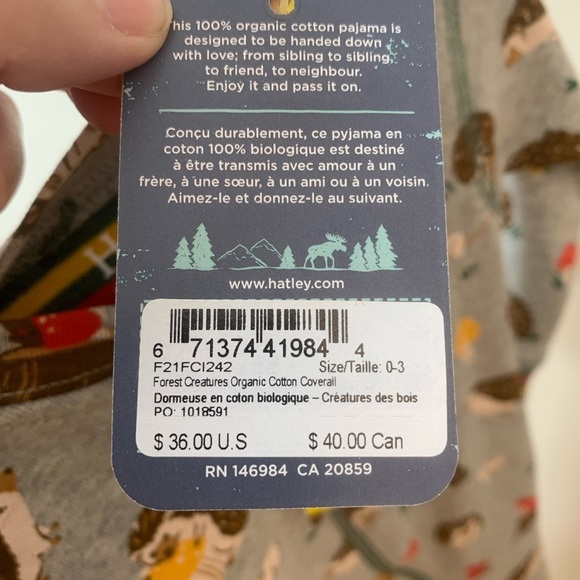 This 100% organic cotton pajama is
designed to be handed down
with love; from sibling to sibling,
to friend, to neighbour.
Enjoy it and pass it on.
Conçu durablement, ce pyjama en
coton 100% biologique est destiné
à être transmis avec amour à un
frère, à une sœur, à un ami ou à un voisin.
Aimez-le et donnez-le au suivant.
www.hatley.com
6 71374 41984 4
F21FCI242 Size/Taille: 0-3
Forest Creatures Organic Cotton Coverall
Dormeuse en coton biologique – Créatures des bois
PO: 1018591
$ 36.00 U.S $ 40.00 Can
RN 146984 CA 20859